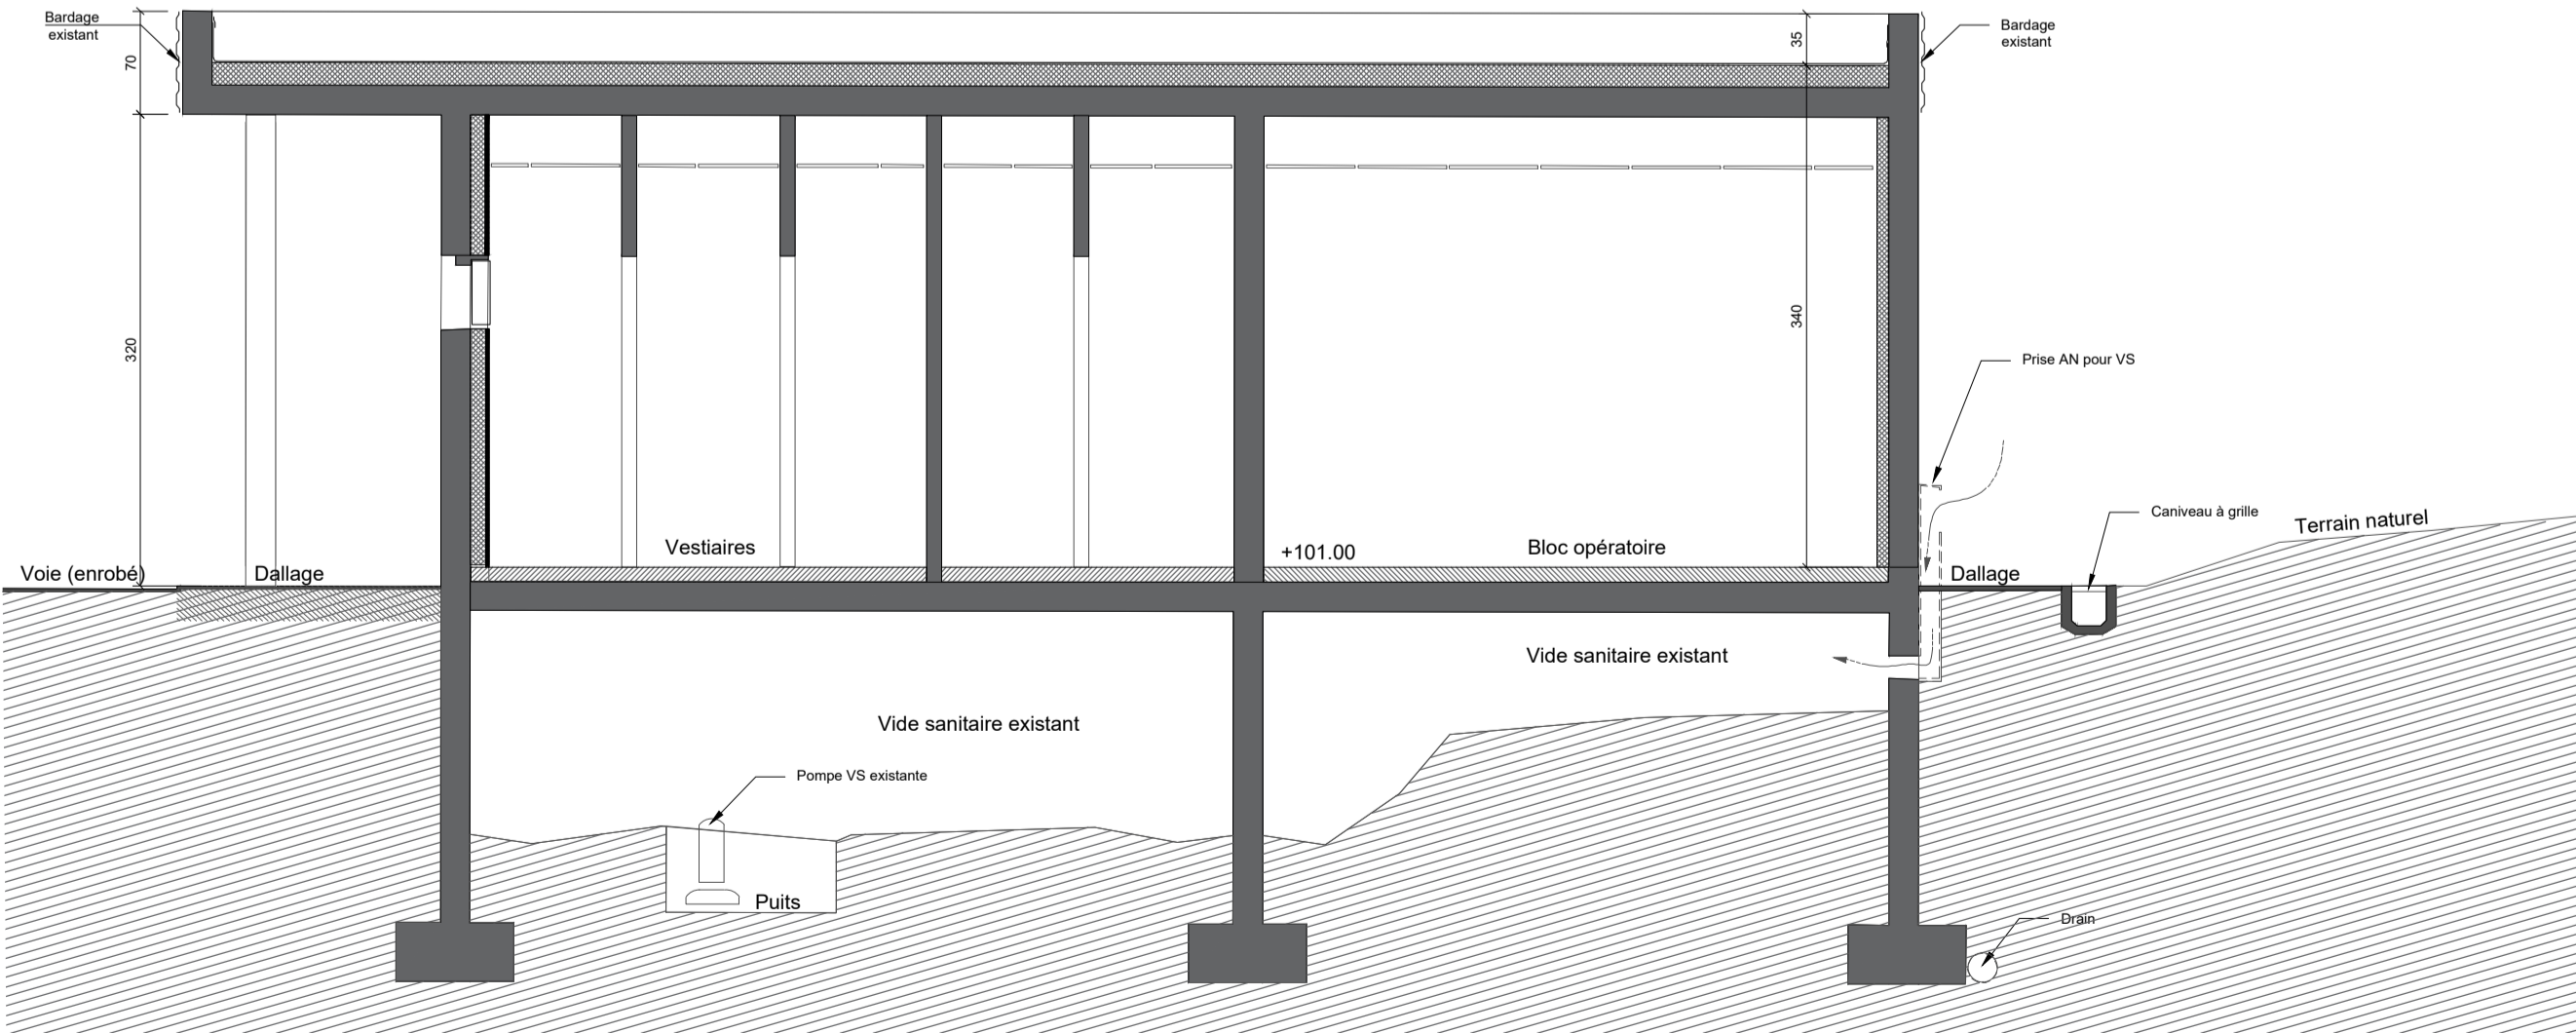 Bardage
existant
70
35
Bardage
existant
320
340
Prise AN pour VS
Caniveau à grille
Terrain naturel
Vestiaires
+101.00
Bloc opératoire
Voie (enrobé)
Dallage
Dallage
Vide sanitaire existant
Vide sanitaire existant
Pompe VS existante
Puits
Drain